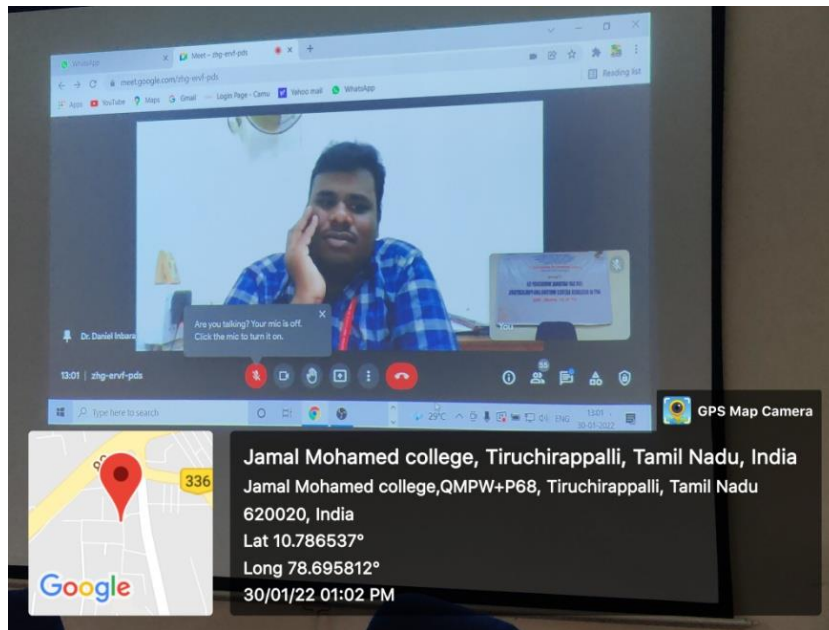 WhatsApp
Meet – zhg-ervf-pds
meet.google.com/zhg-ervf-pds
Reading list
Apps YouTube Maps Gmail Login Page - Camu Yahoo mail WhatsApp
Are you talking? Your mic is off.
Click the mic to turn it on.
Dr. Daniel Inbara
You
13:01 | zhg-ervf-pds
Type here to search
29°C ENG 13:01
30-01-2022
GPS Map Camera
336
Google
Jamal Mohamed college, Tiruchirappalli, Tamil Nadu, India
Jamal Mohamed college,QMPW+P68, Tiruchirappalli, Tamil Nadu
620020, India
Lat 10.786537°
Long 78.695812°
30/01/22 01:02 PM